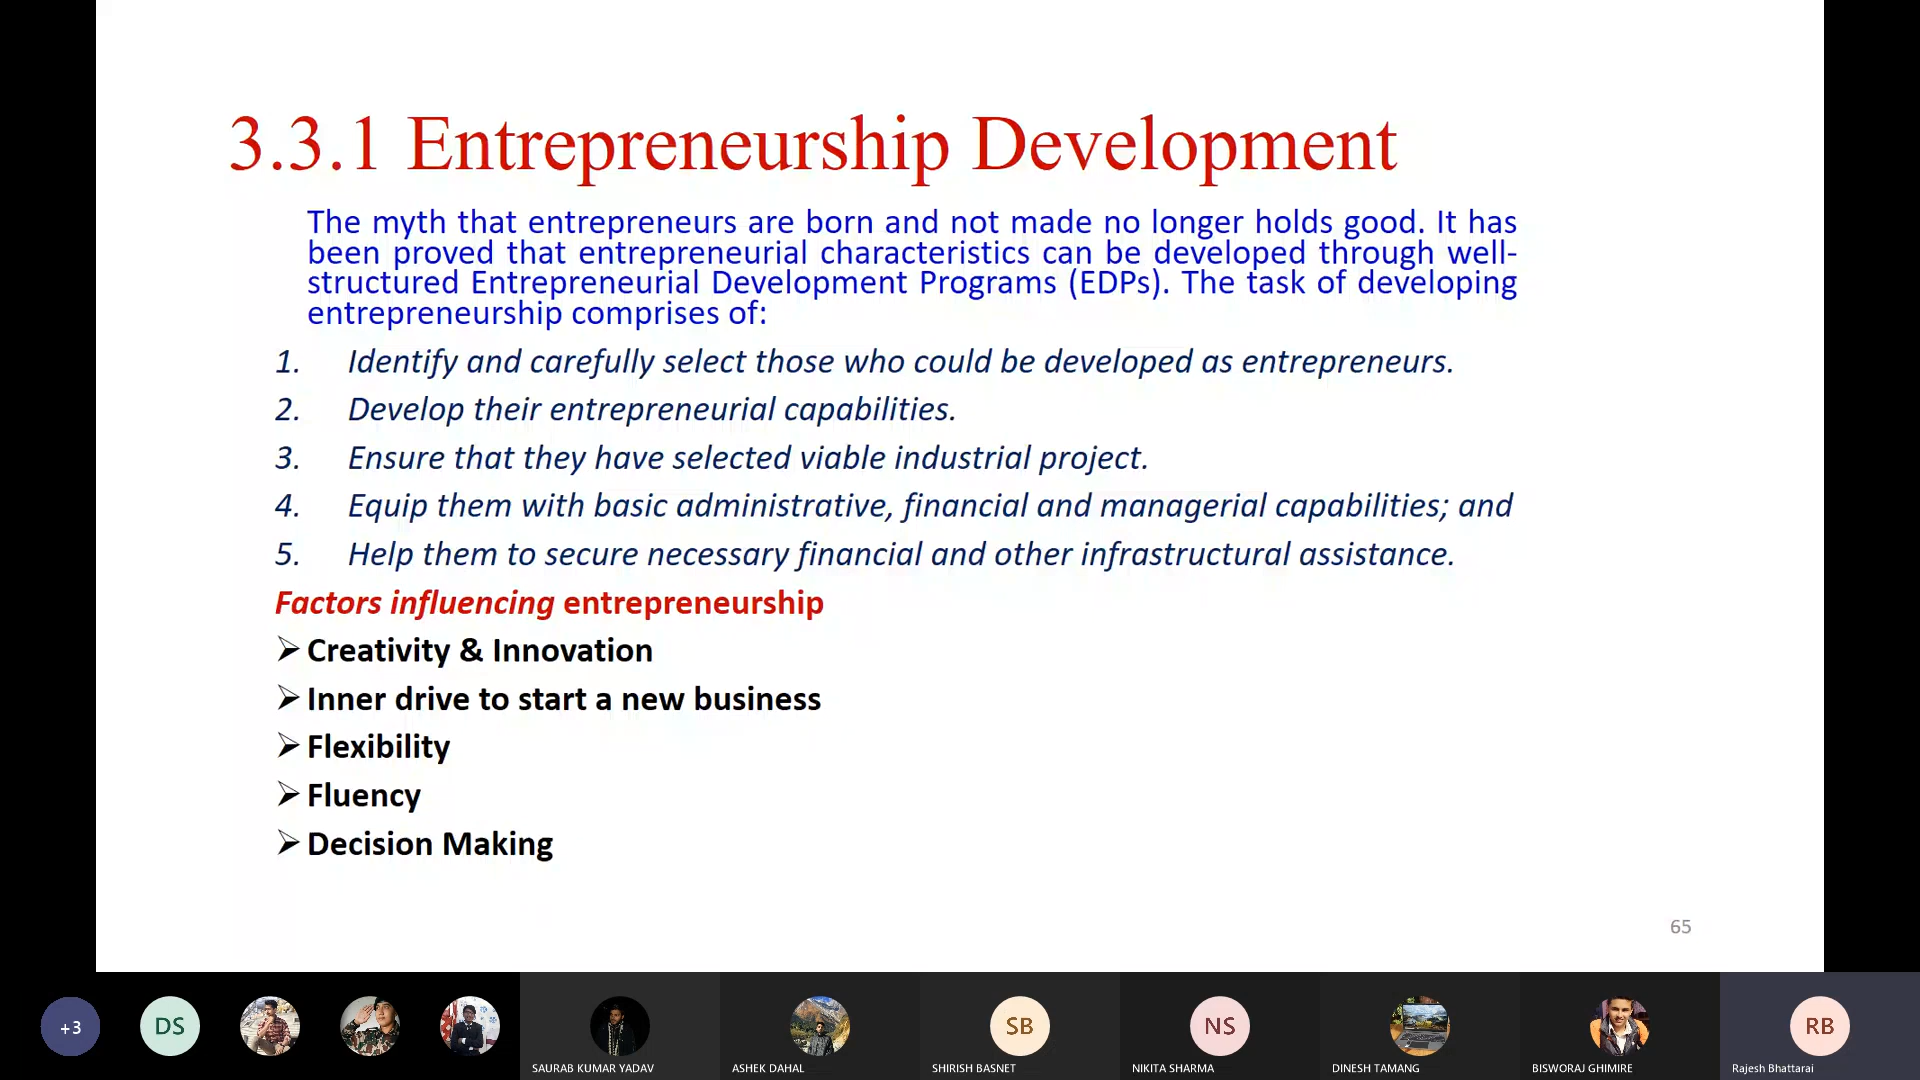 3.3.1 Entrepreneurship Development
The myth that entrepreneurs are born and not made no longer holds good. It has
been proved that entrepreneurial characteristics can be developed through well-
structured Entrepreneurial Development Programs (EDPs). The task of developing
entrepreneurship comprises of:
1. Identify and carefully select those who could be developed as entrepreneurs.
2. Develop their entrepreneurial capabilities.
3. Ensure that they have selected viable industrial project.
4. Equip them with basic administrative, financial and managerial capabilities; and
5. Help them to secure necessary financial and other infrastructural assistance.
Factors influencing entrepreneurship
➢ Creativity & Innovation
➢ Inner drive to start a new business
➢ Flexibility
➢ Fluency
➢ Decision Making
65
+3 DS SB NS RB
SAURAB KUMAR YADAV ASHEK DAHAL SHIRISH BASNET NIKITA SHARMA DINESH TAMANG BISWORAJ GHIMIRE Rajesh Bhattarai